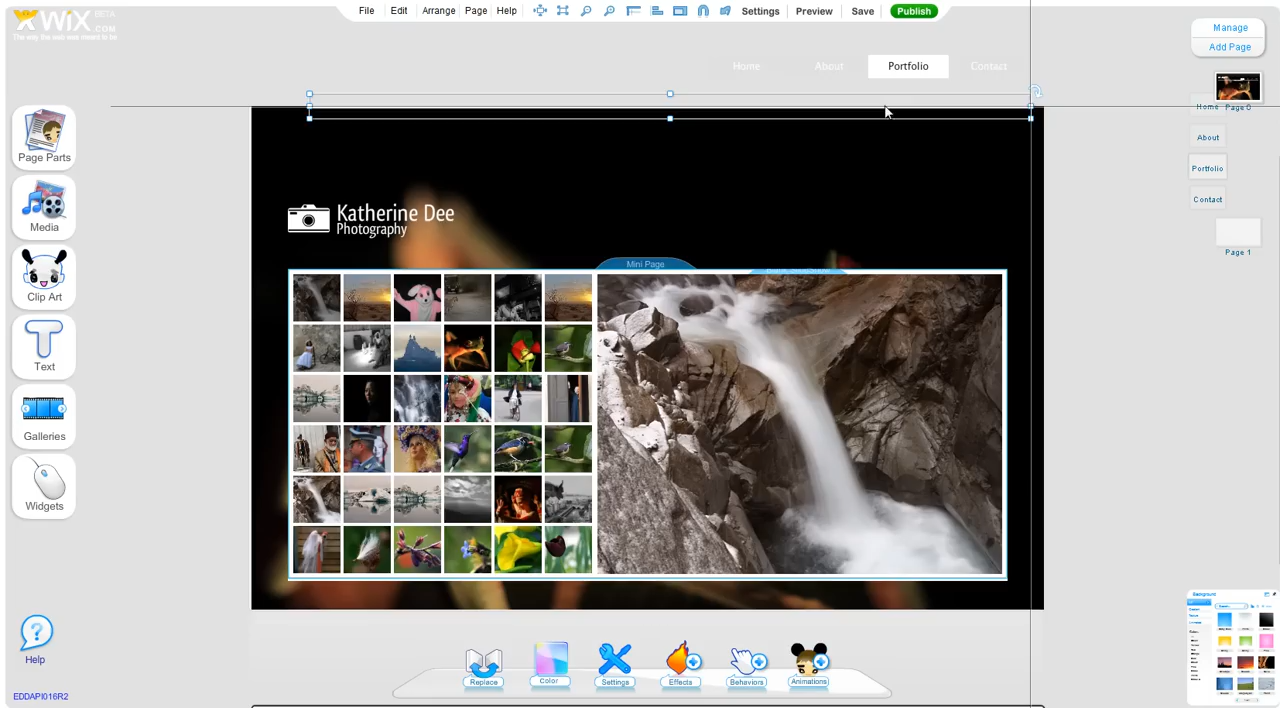 File Edit Arrange Page Help Settings Preview Save Publish
WiX BETA
.COM
The way the web was meant to be
Manage
Add Page
Home About Portfolio Contact
Home Page 0
About
Portfolio
Contact
Page 1
Page Parts
Media
Clip Art
Text
Galleries
Widgets
Help
EDDAPI016R2
Katherine Dee
Photography
Mini Page
Replace Color Settings Effects Behaviors Animations
Background